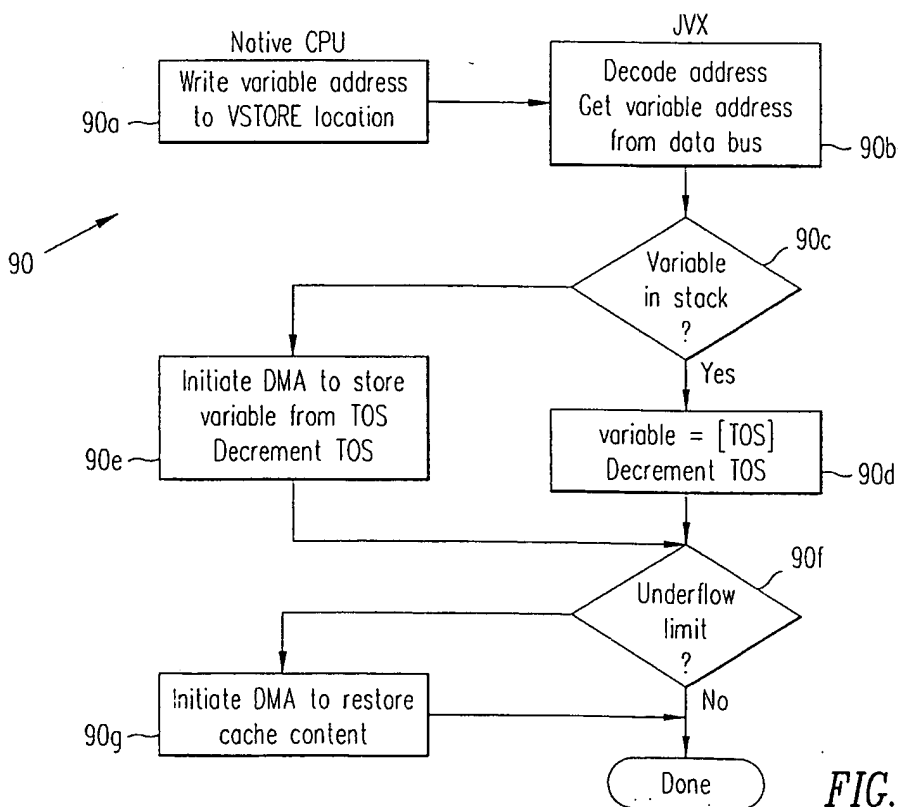 Native CPU
Write variable address
to VSTORE location
90a
JVX
Decode address
Get variable address
from data bus
90b
90
90c
Variable
in stack
?
Yes
Initiate DMA to store
variable from TOS
Decrement TOS
90e
variable = [TOS]
Decrement TOS
90d
90f
Underflow
limit
?
No
Initiate DMA to restore
cache content
90g
Done
FIG.